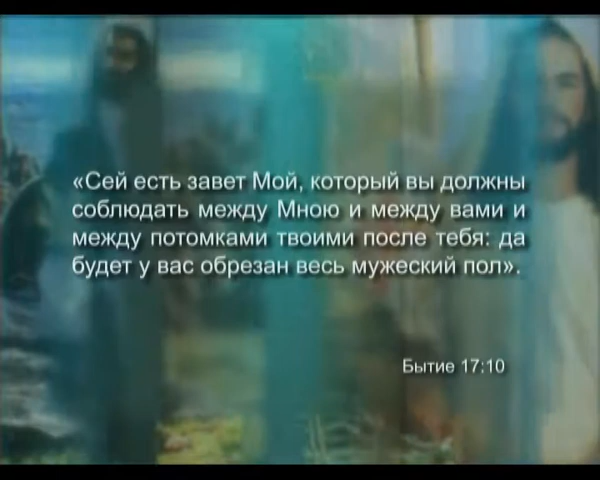 «Сей есть завет Мой, который вы должны
соблюдать между Мною и между вами и
между потомками твоими после тебя: да
будет у вас обрезан весь мужеский пол».
Бытие 17:10